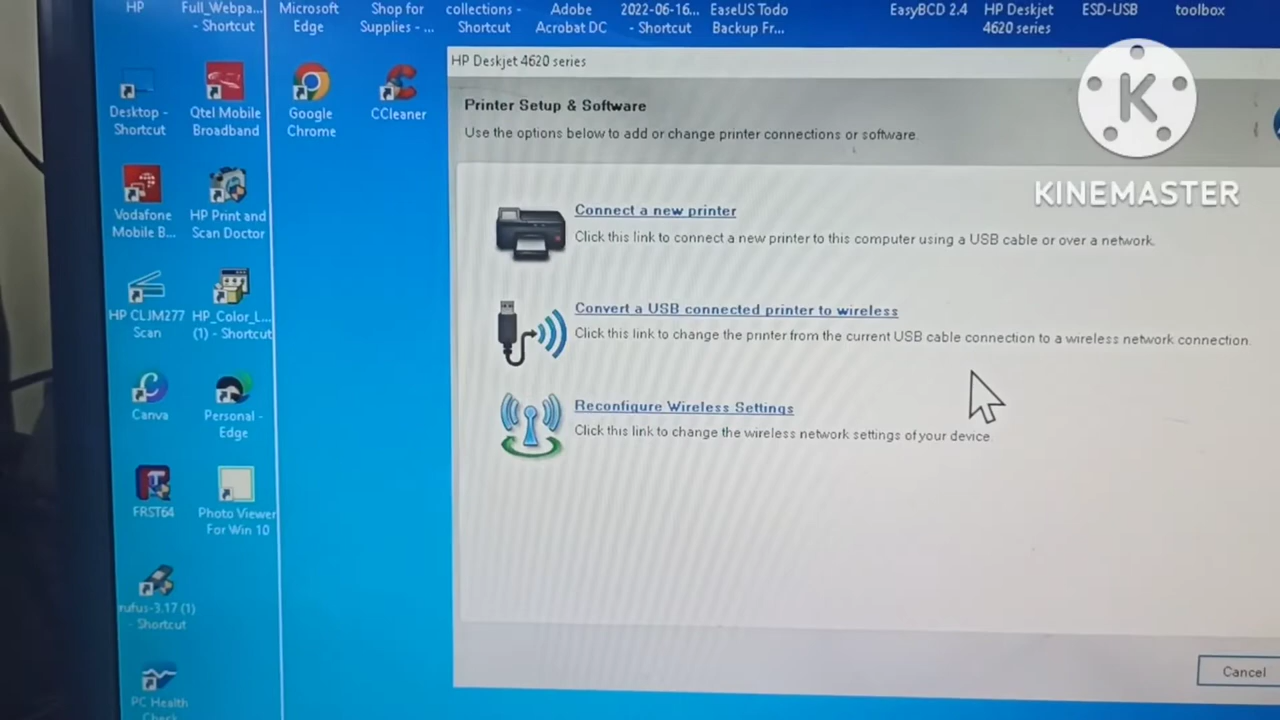 HP
Full_Webpa...
- Shortcut
Microsoft
Edge
Shop for
Supplies - ...
collections -
Shortcut
Adobe
Acrobat DC
2022-06-16...
- Shortcut
EaseUS Todo
Backup Fr...
EasyBCD 2.4
HP Deskjet
4620 series
ESD-USB
toolbox
Desktop -
Shortcut
Qtel Mobile
Broadband
Google
Chrome
CCleaner
Vodafone
Mobile B...
HP Print and
Scan Doctor
HP CLJM277
Scan
HP_Color_L...
(1) - Shortcut
Canva
Personal -
Edge
FRST64
Photo Viewer
For Win 10
rufus-3.17 (1)
- Shortcut
PC Health
Check
HP Deskjet 4620 series
Printer Setup & Software
Use the options below to add or change printer connections or software.
Connect a new printer
Click this link to connect a new printer to this computer using a USB cable or over a network.
Convert a USB connected printer to wireless
Click this link to change the printer from the current USB cable connection to a wireless network connection.
Reconfigure Wireless Settings
Click this link to change the wireless network settings of your device
Cancel
K
KINEMASTER